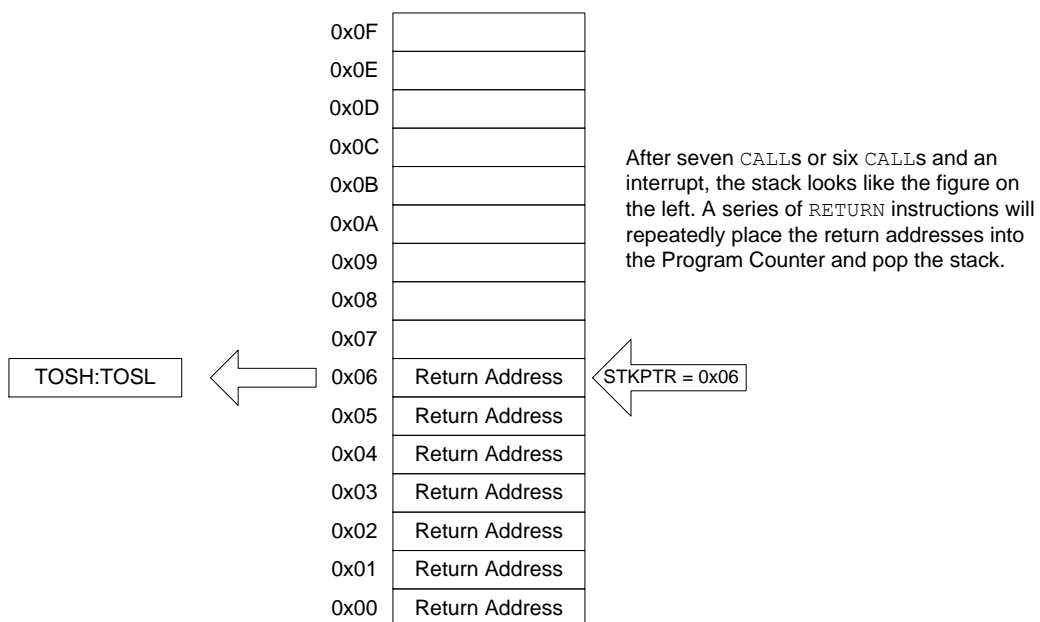 0x0F
0x0E
0x0D
0x0C
0x0B
0x0A
0x09
0x08
0x07
After seven CALLs or six CALLs and an
interrupt, the stack looks like the figure on
the left. A series of RETURN instructions will
repeatedly place the return addresses into
the Program Counter and pop the stack.
TOSH:TOSL
0x06 Return Address
STKPTR = 0x06
0x05 Return Address
0x04 Return Address
0x03 Return Address
0x02 Return Address
0x01 Return Address
0x00 Return Address